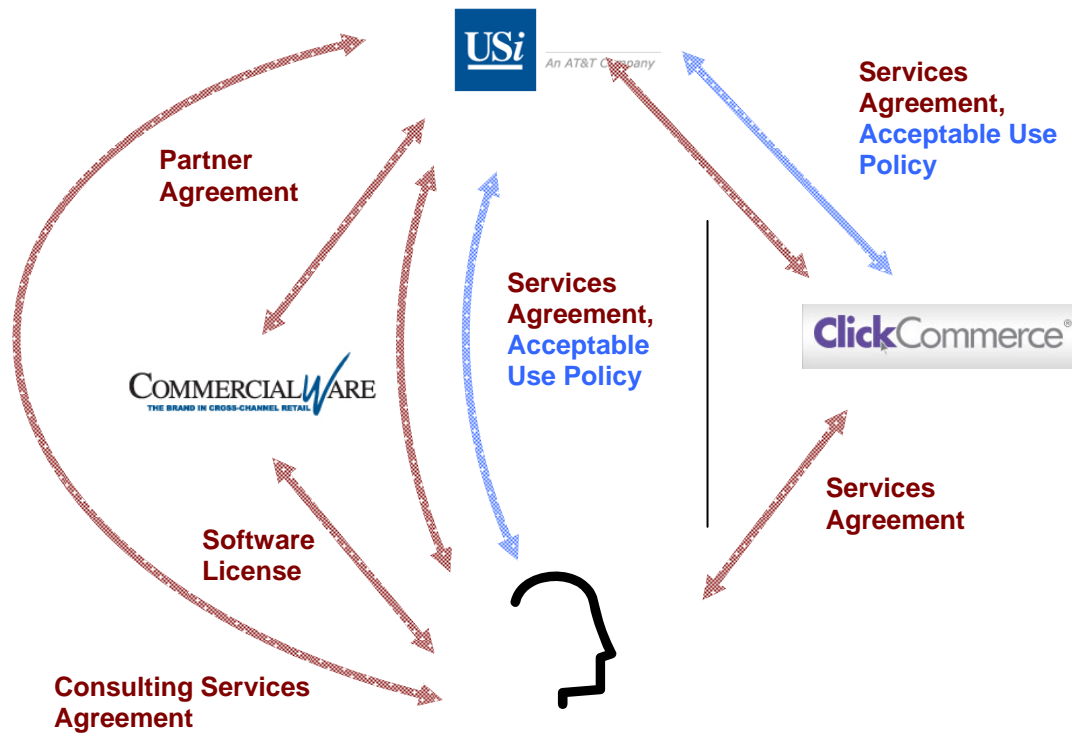 USi
An AT&T Company
Services
Agreement,
Acceptable Use
Policy
Partner
Agreement
Services
Agreement,
Acceptable
Use Policy
ClickCommerce®
COMMERCIALWARE
THE BRAND IN CROSS-CHANNEL RETAIL
Services
Agreement
Software
License
Consulting Services
Agreement